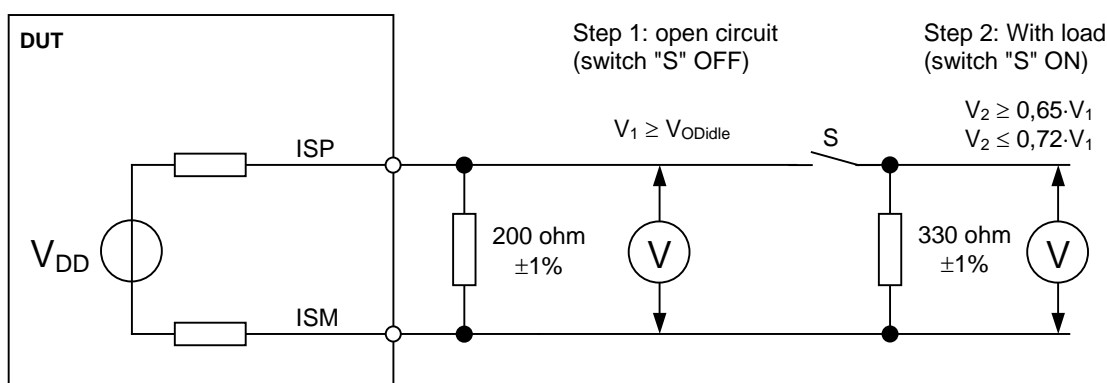 DUT
Step 1: open circuit
(switch "S" OFF)
Step 2: With load
(switch "S" ON)
V₂ ≥ 0,65·V₁
V₂ ≤ 0,72·V₁
V₁ ≥ V_ODidle
S
ISP
V_DD
200 ohm
±1%
V
330 ohm
±1%
V
ISM